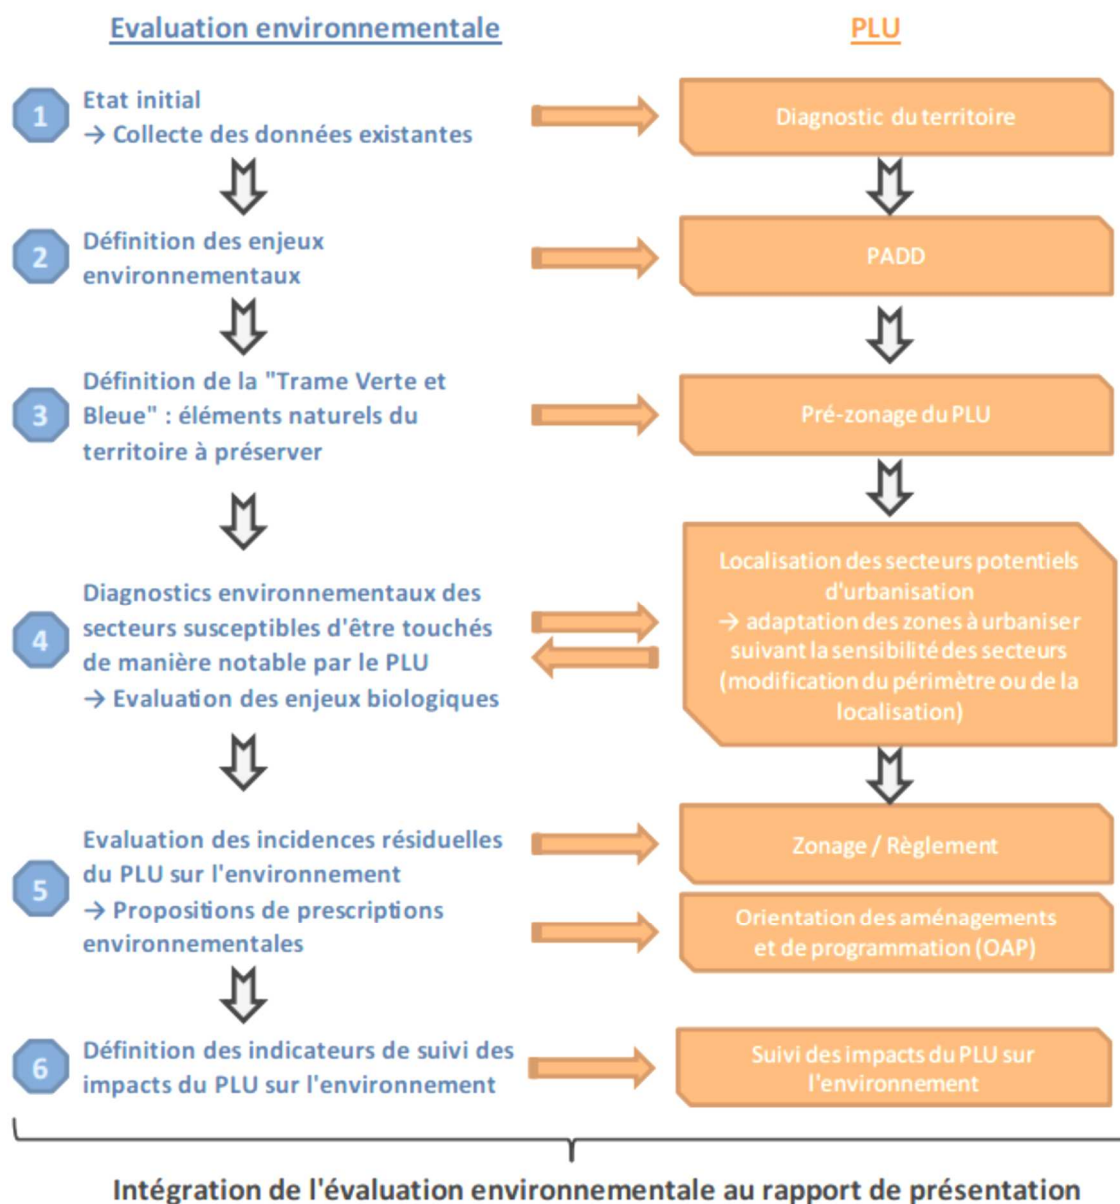 Evaluation environnementale
PLU
1
Etat initial
→ Collecte des données existantes
Diagnostic du territoire
2
Définition des enjeux
environnementaux
PADD
3
Définition de la "Trame Verte et
Bleue" : éléments naturels du
territoire à préserver
Pré-zonage du PLU
4
Diagnostics environnementaux des
secteurs susceptibles d'être touchés
de manière notable par le PLU
→ Evaluation des enjeux biologiques
Localisation des secteurs potentiels
d'urbanisation
→ adaptation des zones à urbaniser
suivant la sensibilité des secteurs
(modification du périmètre ou de la
localisation)
5
Evaluation des incidences résiduelles
du PLU sur l'environnement
→ Propositions de prescriptions
environnementales
Zonage / Règlement
Orientation des aménagements
et de programmation (OAP)
6
Définition des indicateurs de suivi des
impacts du PLU sur l'environnement
Suivi des impacts du PLU sur
l'environnement
Intégration de l'évaluation environnementale au rapport de présentation